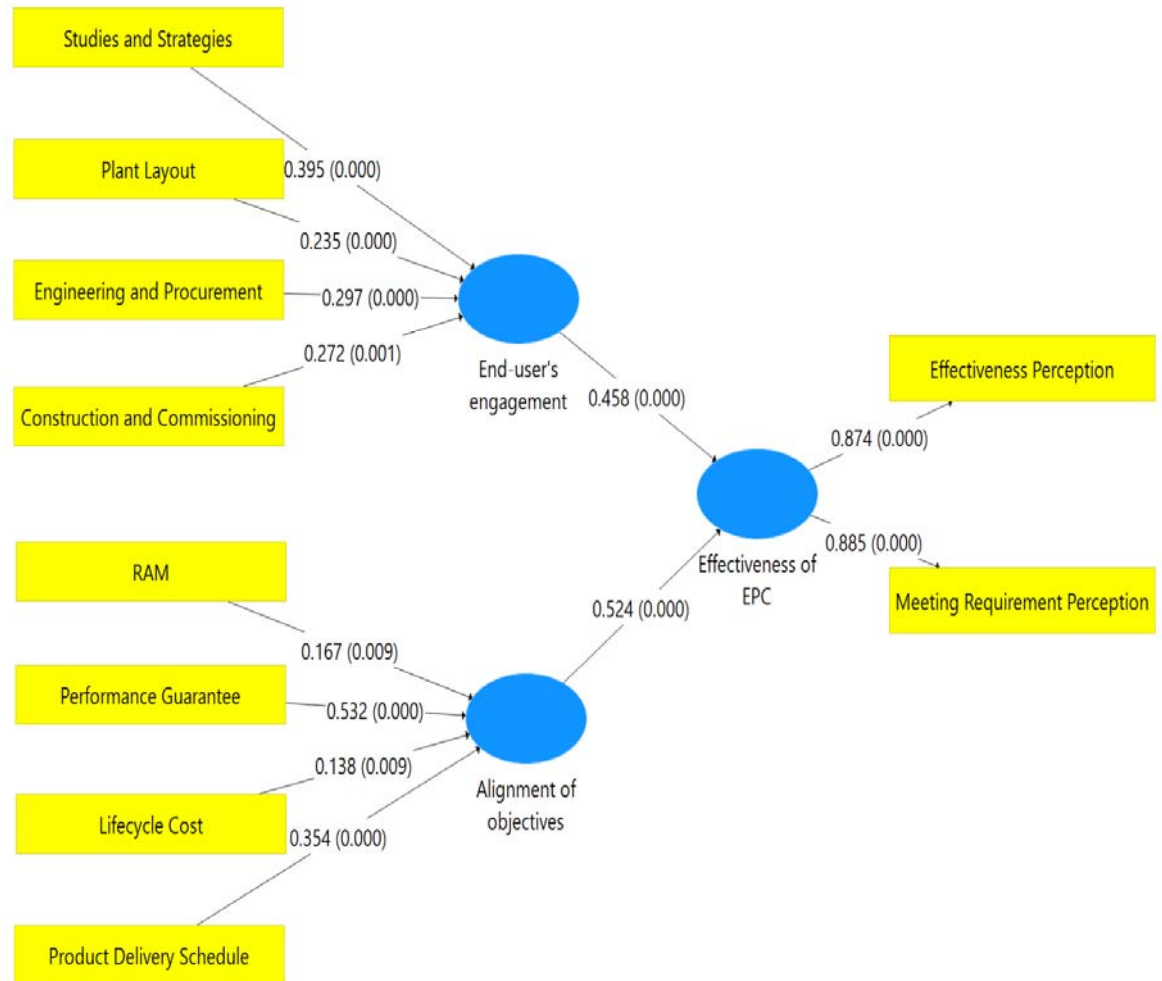 Studies and Strategies
Plant Layout
0.395 (0.000)
0.235 (0.000)
Engineering and Procurement
0.297 (0.000)
0.272 (0.001)
Construction and Commissioning
End-user's
engagement
0.458 (0.000)
Effectiveness Perception
0.874 (0.000)
0.885 (0.000)
Effectiveness of
EPC
Meeting Requirement Perception
RAM
0.524 (0.000)
0.167 (0.009)
Performance Guarantee
0.532 (0.000)
0.138 (0.009)
Alignment of
objectives
Lifecycle Cost
0.354 (0.000)
Product Delivery Schedule